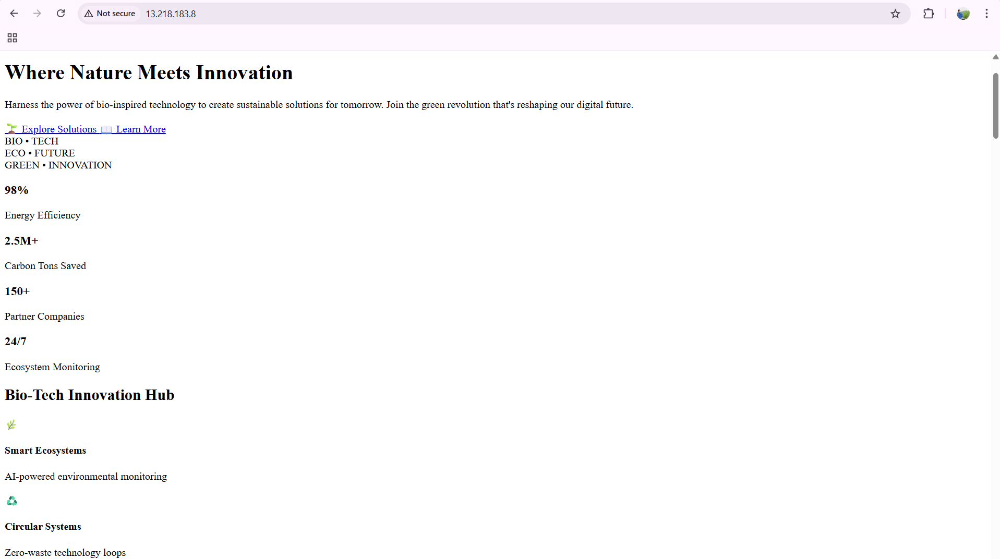 Not secure
13.218.183.8
Where Nature Meets Innovation
Harness the power of bio-inspired technology to create sustainable solutions for tomorrow. Join the green revolution that's reshaping our digital future.
🌱 Explore Solutions 📖 Learn More
BIO • TECH
ECO • FUTURE
GREEN • INNOVATION
98%
Energy Efficiency
2.5M+
Carbon Tons Saved
150+
Partner Companies
24/7
Ecosystem Monitoring
Bio-Tech Innovation Hub
🌿
Smart Ecosystems
AI-powered environmental monitoring
♻️
Circular Systems
Zero-waste technology loops